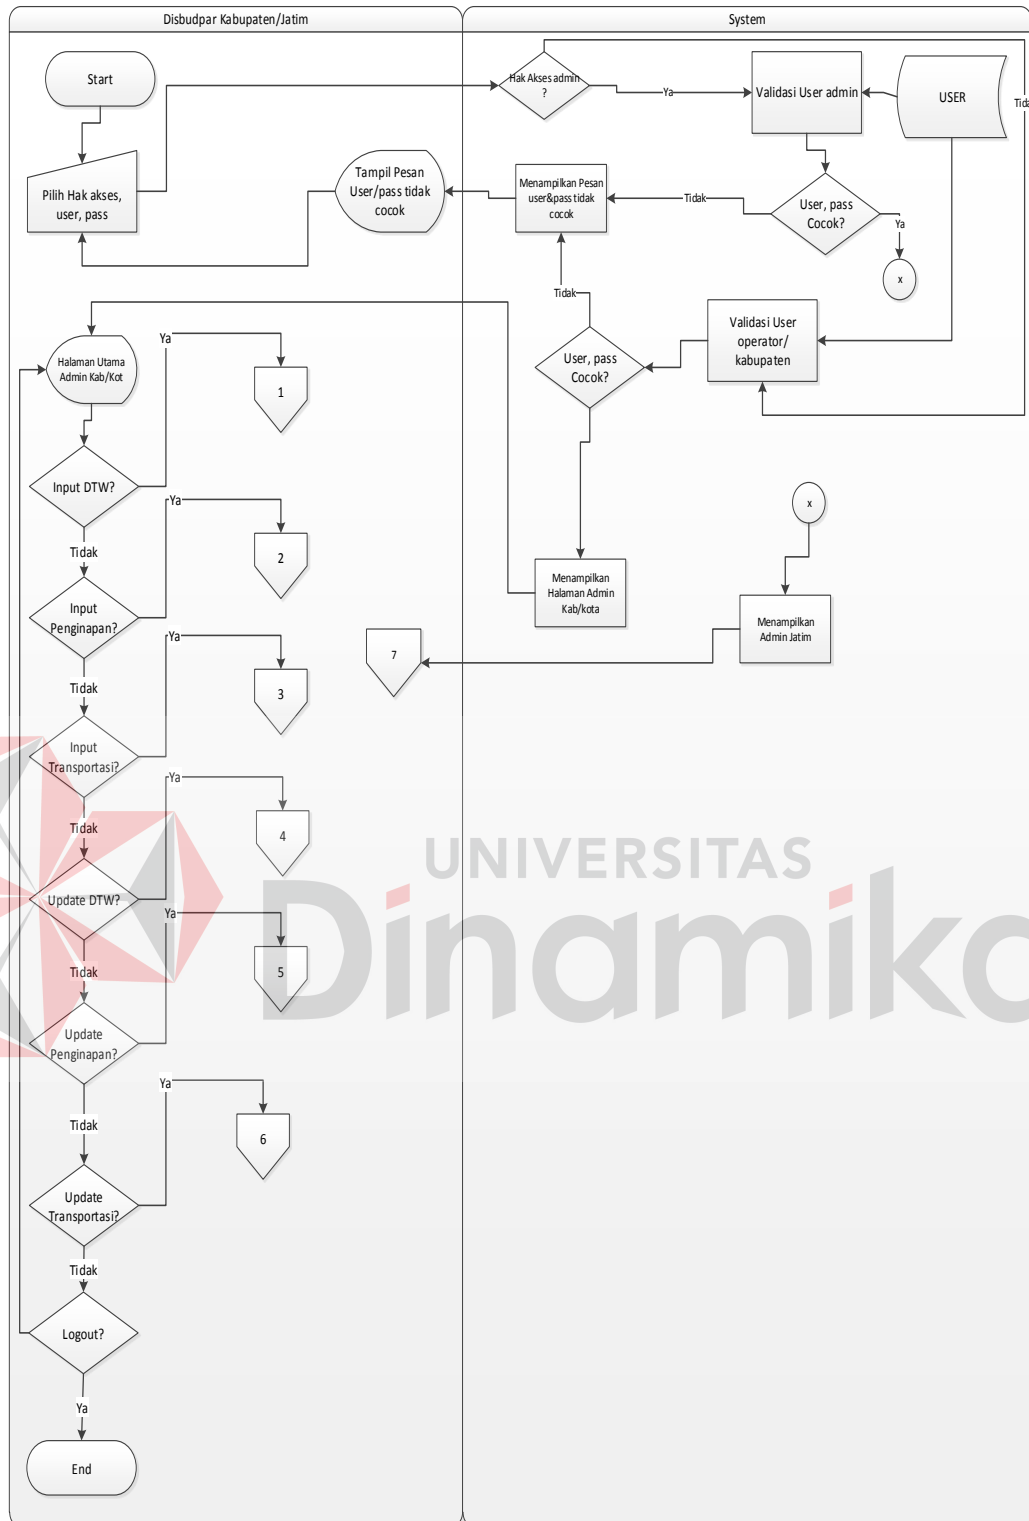 Disbudpar Kabupaten/Jatim
System
Start
Pilih Hak akses,
user, pass
Tampil Pesan
User/pass tidak
cocok
Hak Akses admin
?
Ya
Validasi User admin
USER
Menampilkan Pesan
user&pass tidak
cocok
Tidak
User, pass
Cocok?
Ya
x
Tidak
User, pass
Cocok?
Validasi User
operator/
kabupaten
Halaman Utama
Admin Kab/Kot
Ya
1
Input DTW?
Tidak
Ya
2
Input
Penginapan?
Tidak
Ya
3
Input
Transportasi?
Tidak
Ya
4
Update DTW?
Tidak
Ya
5
Update
Penginapan?
Tidak
Ya
6
Update
Transportasi?
Tidak
Logout?
Ya
End
x
Menampilkan
Halaman Admin
Kab/kota
Menampilkan
Admin Jatim
7
UNIVERSITAS